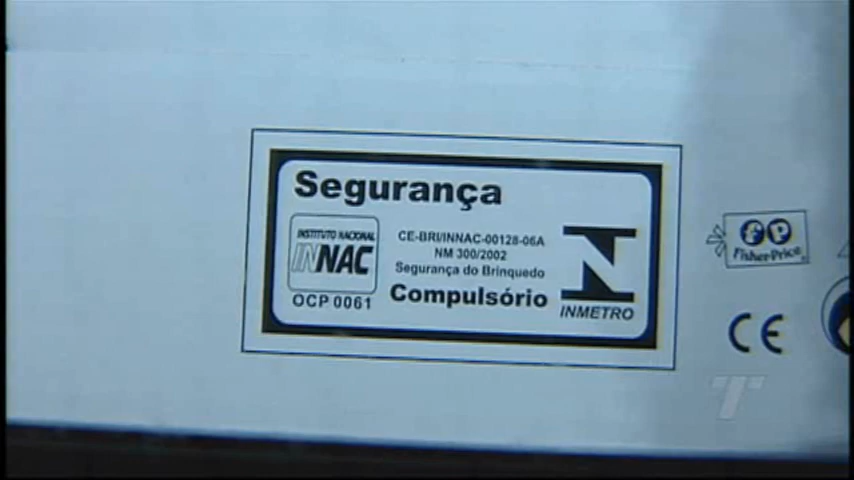 Segurança
INSTITUTO NACIONAL
INNAC
OCP 0061
CE-BRI/INNAC-00128-06A
NM 300/2002
Segurança do Brinquedo
Compulsório
INMETRO
FP
Fisher-Price
CE
T